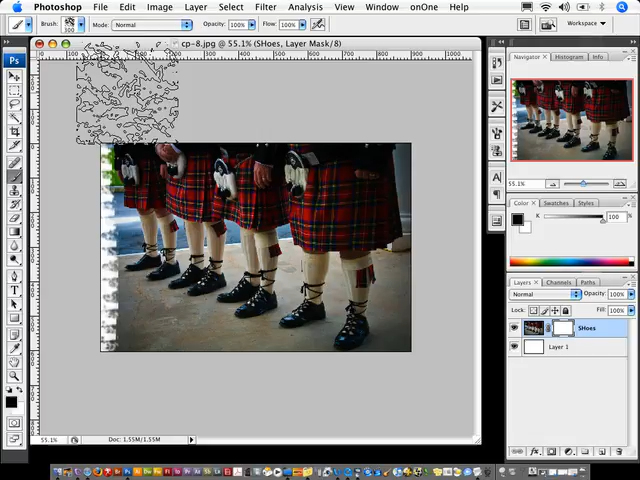 Photoshop File Edit Image Layer Select Filter Analysis View Window onOne Help
Brush: 300 Mode: Normal Opacity: 100% Flow: 100% Workspace
cp-8.jpg @ 55.1% (SHoes, Layer Mask/8)
Ps
Navigator Histogram Info
55.1%
Color Swatches Styles
K 100 %
Layers Channels Paths
Normal Opacity: 100%
Lock: Fill: 100%
SHoes
Layer 1
55.1% Doc: 1.55M/1.55M